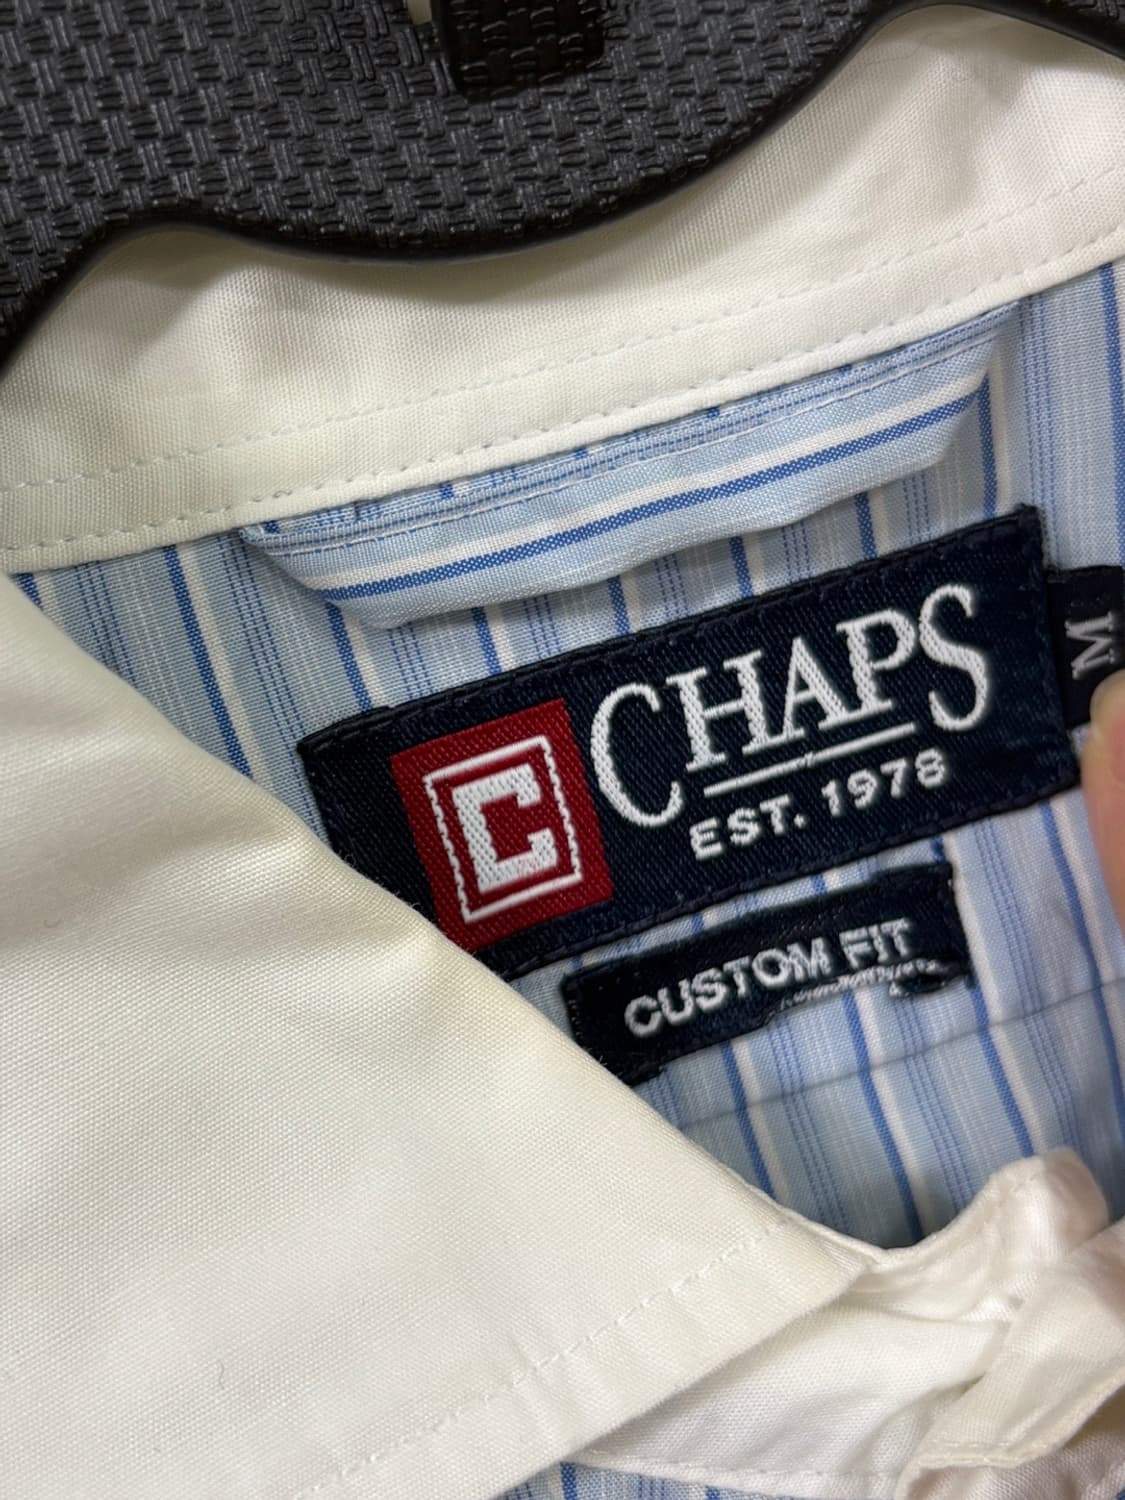 C
CHAPS
EST. 1978
M
CUSTOM FIT